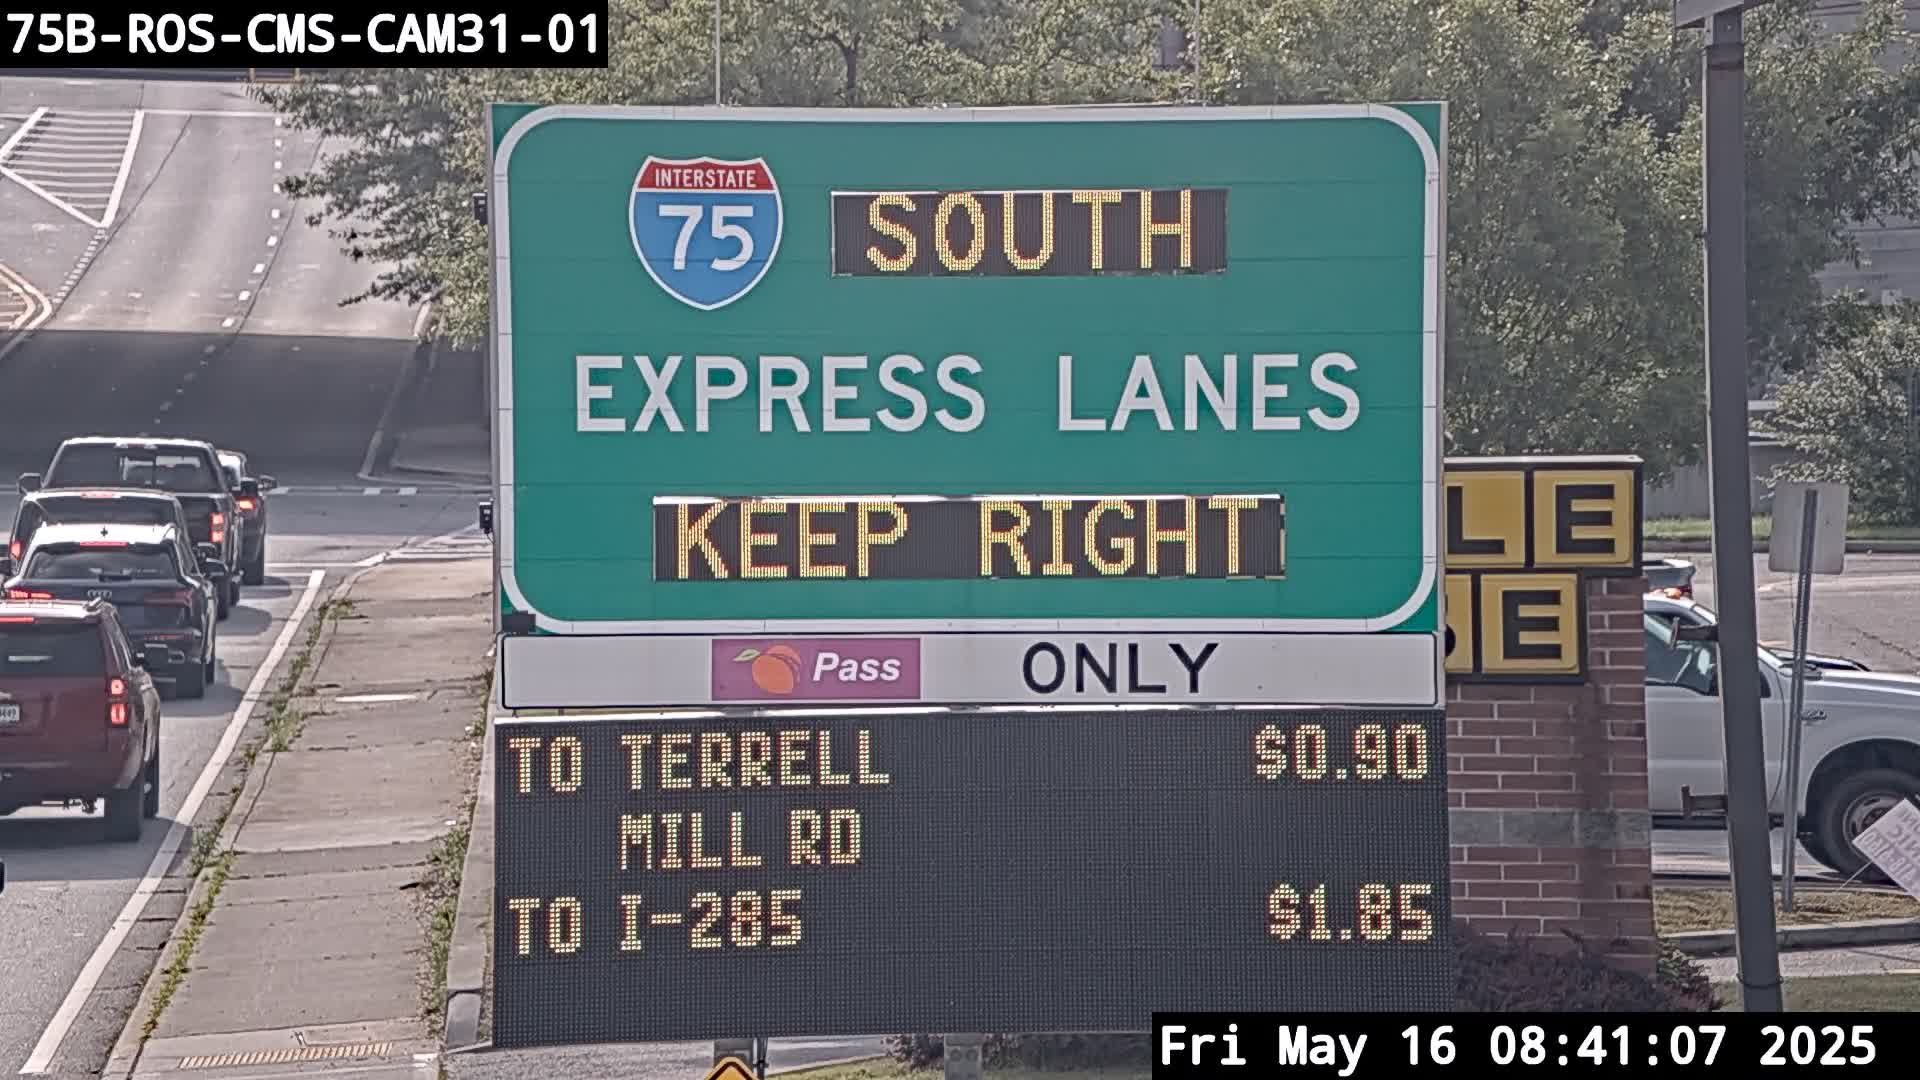 75B-ROS-CMS-CAM31-01
INTERSTATE
75
SOUTH
EXPRESS LANES
KEEP RIGHT
LE
E
Pass ONLY
TO TERRELL $0.90
MILL RD
TO I-285 $1.85
Fri May 16 08:41:07 2025